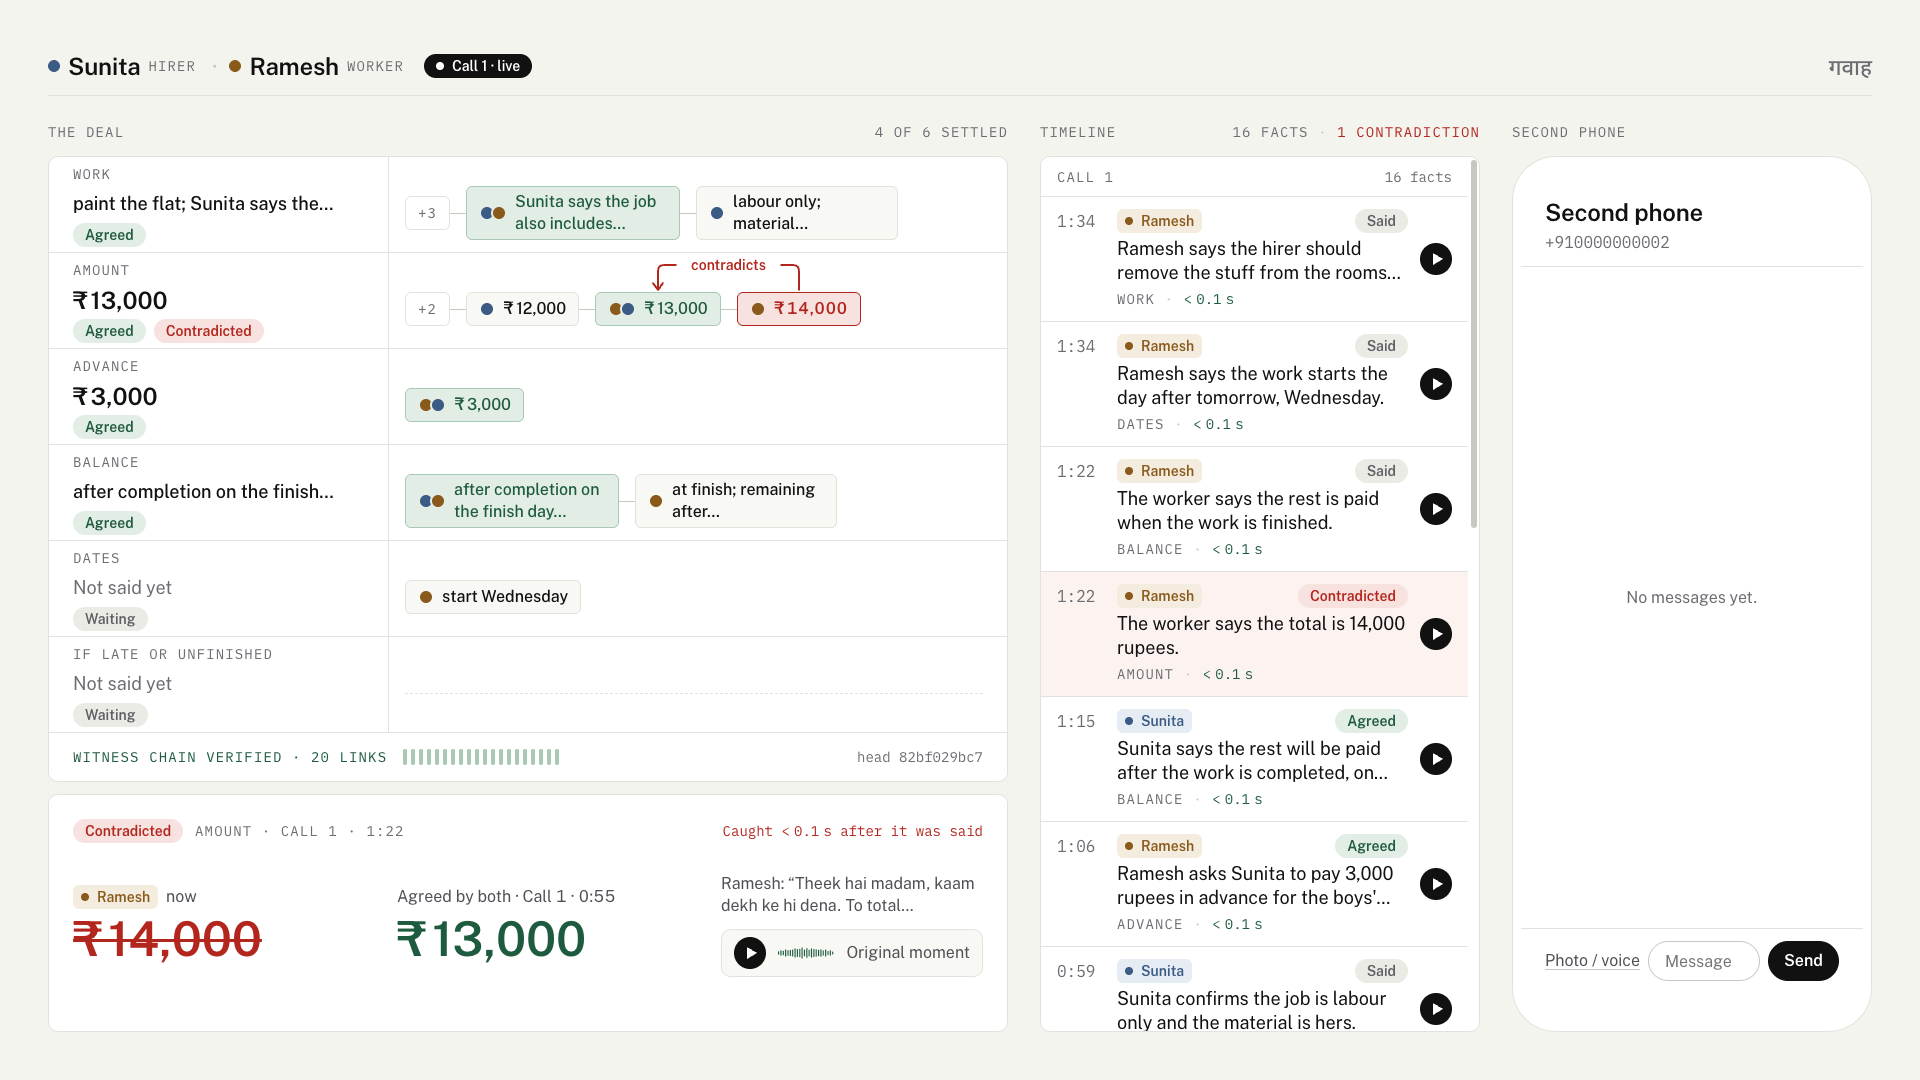 Sunita HIRER · Ramesh WORKER Call 1 · live
गवाह
THE DEAL 4 OF 6 SETTLED
WORK
paint the flat; Sunita says the...
Agreed
+3
Sunita says the job
also includes...
labour only;
material...
AMOUNT
₹13,000
Agreed Contradicted
contradicts
+2 ₹12,000 ₹13,000 ₹14,000
ADVANCE
₹3,000
Agreed
₹3,000
BALANCE
after completion on the finish...
Agreed
after completion on
the finish day...
at finish; remaining
after...
DATES
Not said yet
Waiting
start Wednesday
IF LATE OR UNFINISHED
Not said yet
Waiting
WITNESS CHAIN VERIFIED · 20 LINKS head 82bf029bc7
Contradicted AMOUNT · CALL 1 · 1:22 Caught <0.1 s after it was said
Ramesh now
₹14,000
Agreed by both · Call 1 · 0:55
₹13,000
Ramesh: “Theek hai madam, kaam
dekh ke hi dena. To total...
Original moment
TIMELINE 16 FACTS · 1 CONTRADICTION
CALL 1 16 facts
1:34 Ramesh Said
Ramesh says the hirer should
remove the stuff from the rooms...
WORK · <0.1 s
1:34 Ramesh Said
Ramesh says the work starts the
day after tomorrow, Wednesday.
DATES · <0.1 s
1:22 Ramesh Said
The worker says the rest is paid
when the work is finished.
BALANCE · <0.1 s
1:22 Ramesh Contradicted
The worker says the total is 14,000
rupees.
AMOUNT · <0.1 s
1:15 Sunita Agreed
Sunita says the rest will be paid
after the work is completed, on...
BALANCE · <0.1 s
1:06 Ramesh Agreed
Ramesh asks Sunita to pay 3,000
rupees in advance for the boys'...
ADVANCE · <0.1 s
0:59 Sunita Said
Sunita confirms the job is labour
only and the material is hers.
SECOND PHONE
Second phone
+910000000002
No messages yet.
Photo / voice Message Send